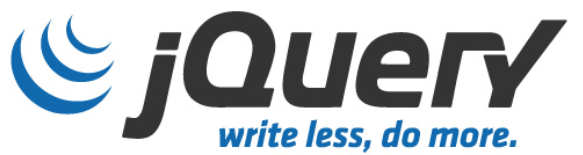 jQuery
write less, do more.